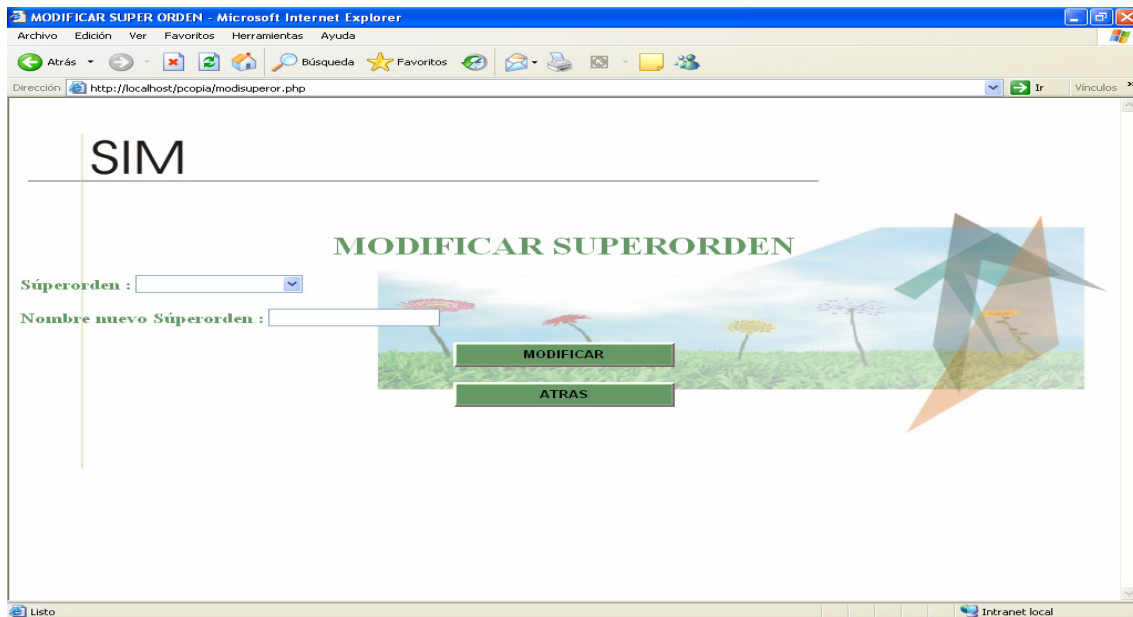 MODIFICAR SUPER ORDEN - Microsoft Internet Explorer
Archivo Edición Ver Favoritos Herramientas Ayuda
Atrás Búsqueda Favoritos
Dirección http://localhost/pcopia/modisuperor.php Ir Vínculos »
SIM
MODIFICAR SUPERORDEN
Súperorden :
Nombre nuevo Súperorden :
MODIFICAR
ATRAS
Listo Intranet local